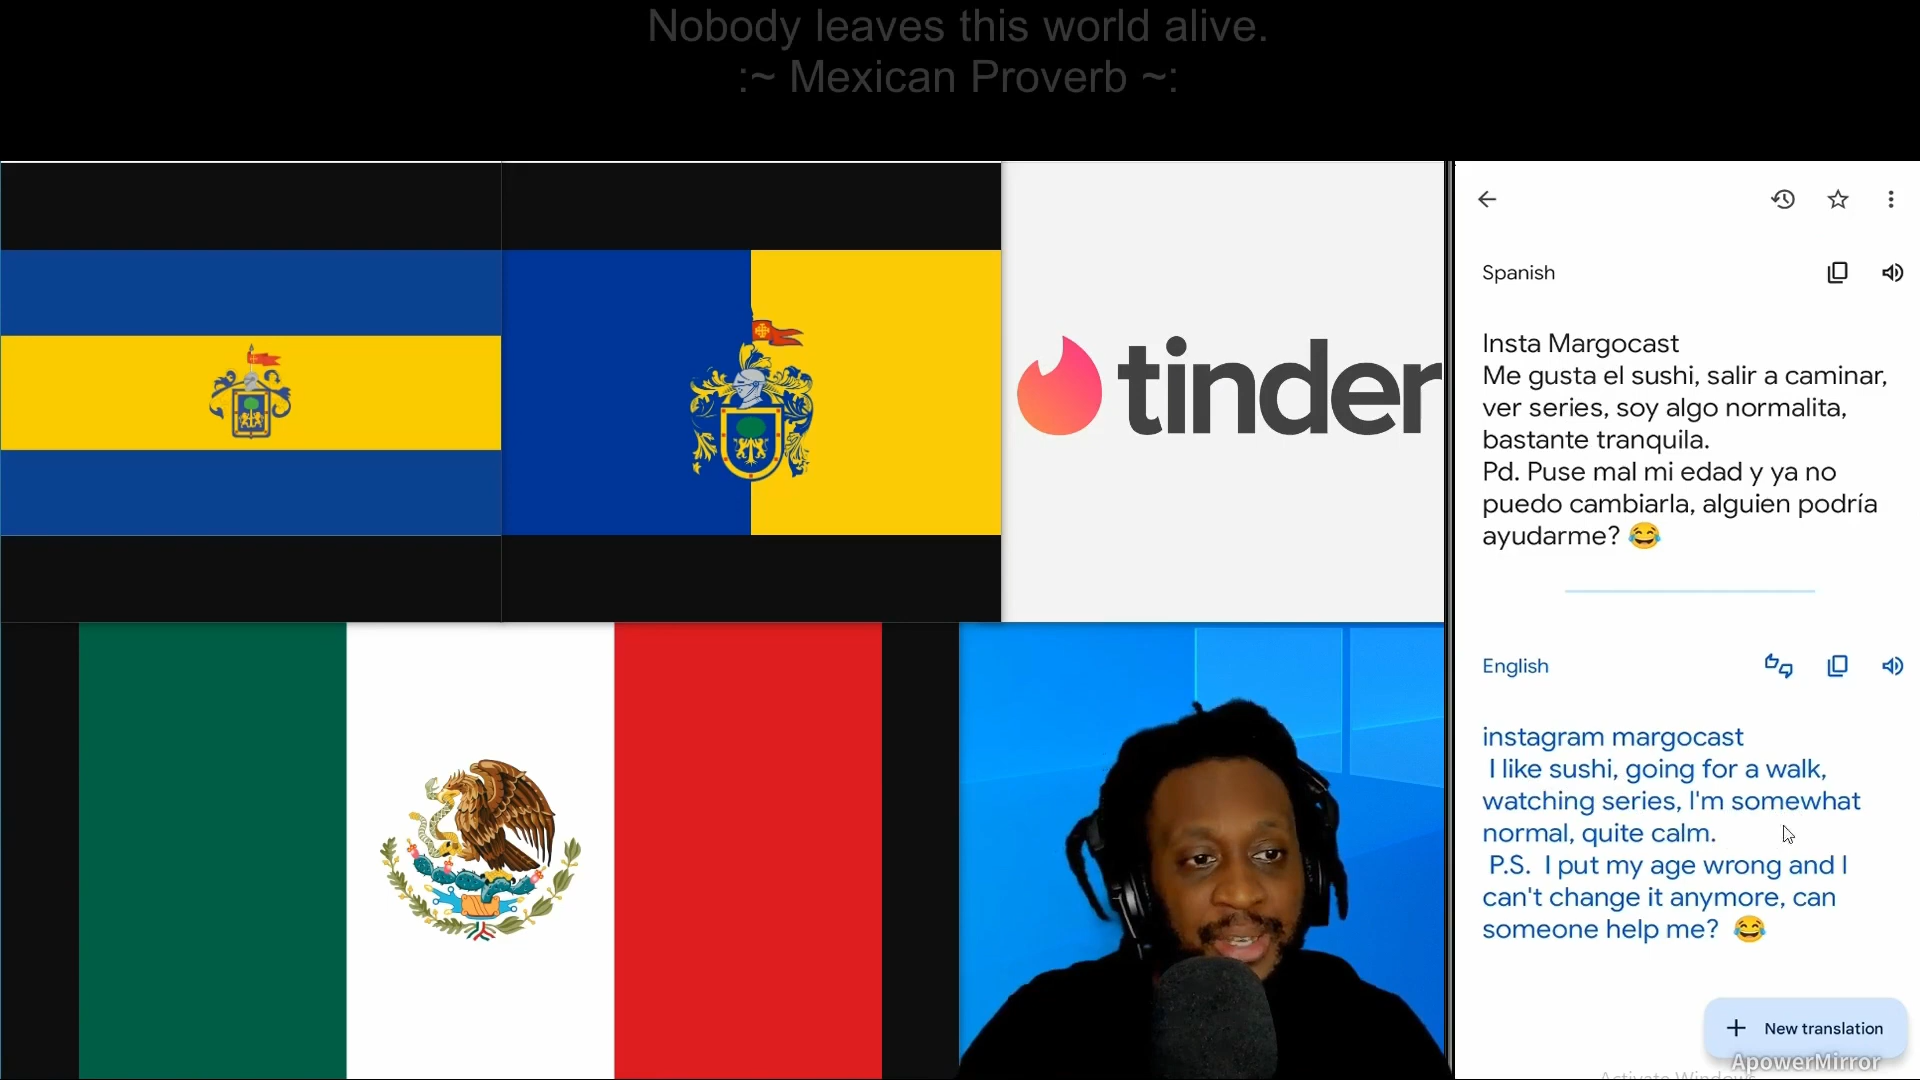 Nobody leaves this world alive.
:~ Mexican Proverb ~:
tinder
Spanish
Insta Margocast
Me gusta el sushi, salir a caminar,
ver series, soy algo normalita,
bastante tranquila.
Pd. Puse mal mi edad y ya no
puedo cambiarla, alguien podría
ayudarme? 😂
English
instagram margocast
I like sushi, going for a walk,
watching series, I'm somewhat
normal, quite calm.
P.S. I put my age wrong and I
can't change it anymore, can
someone help me? 😂
New translation
ApowerMirror
Activate Windows